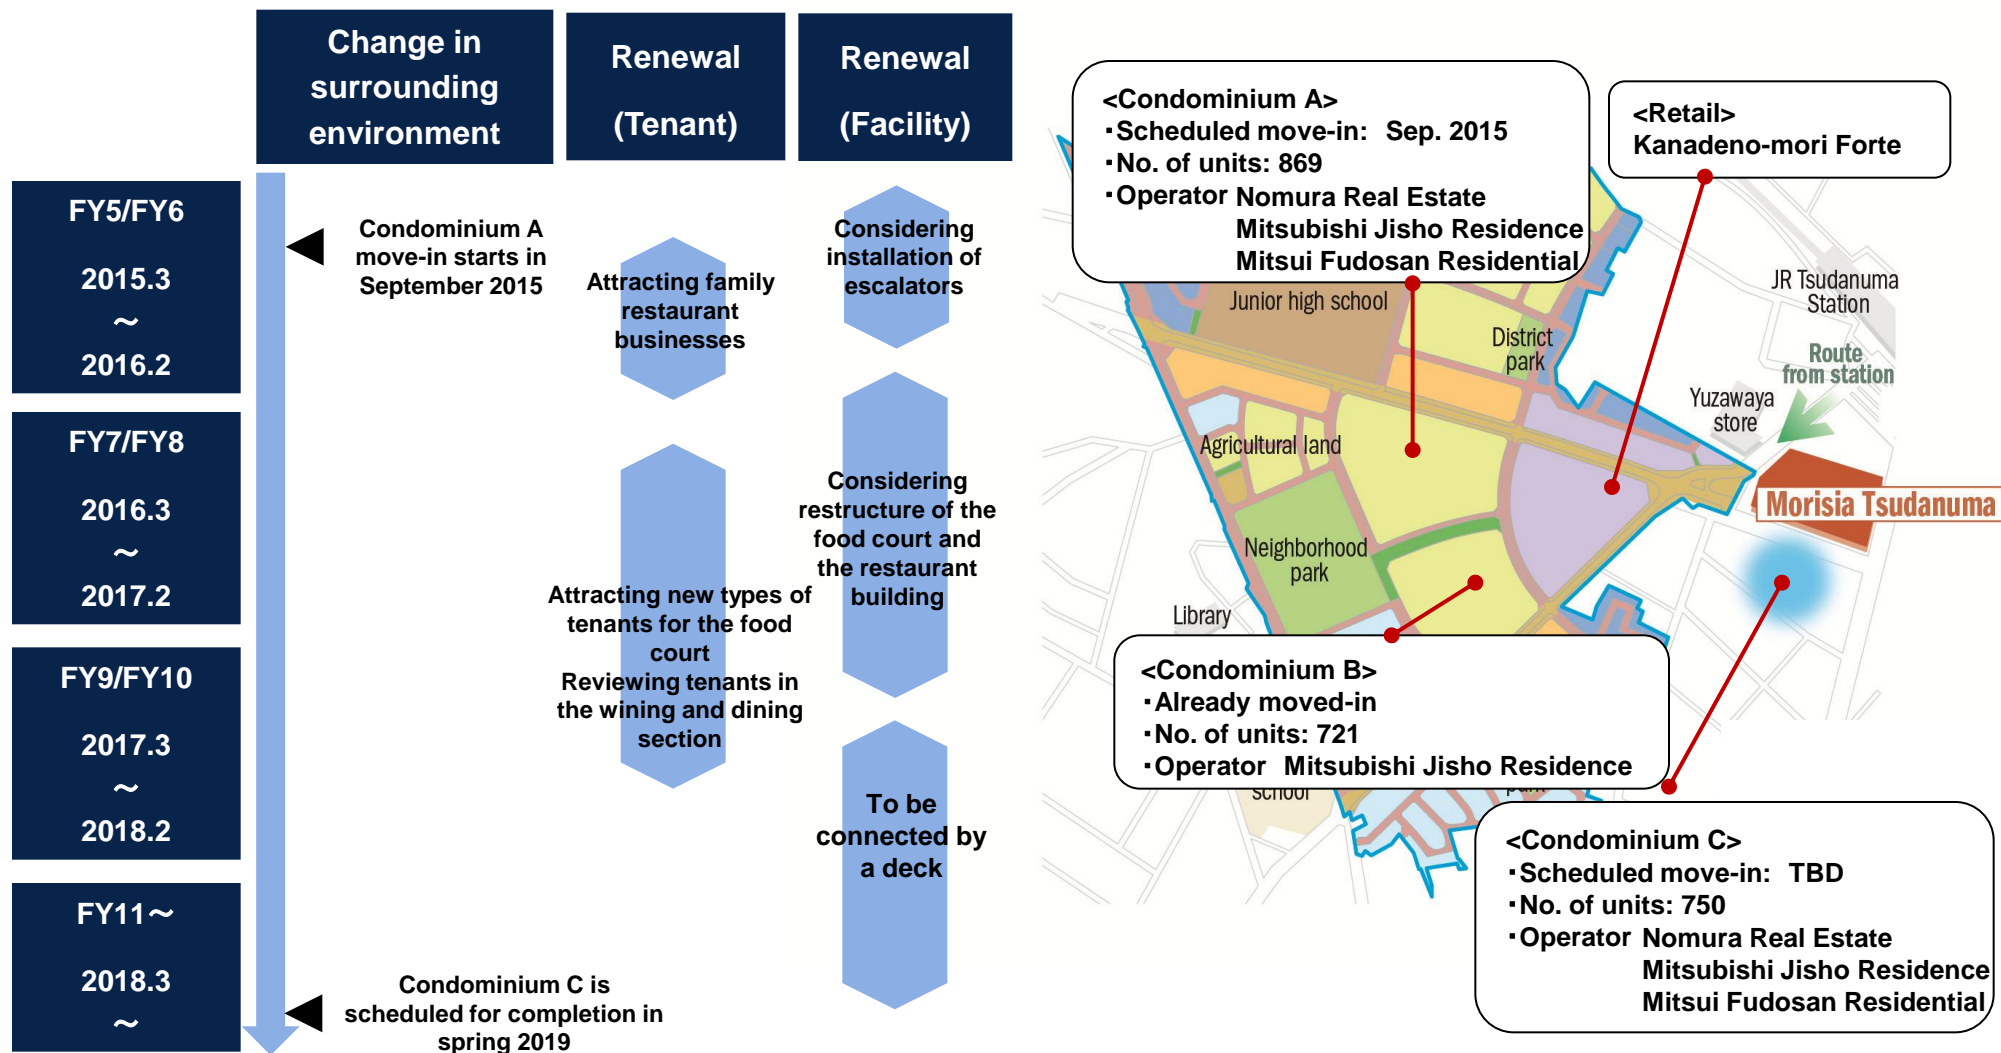 Change in
surrounding
environment
Renewal
(Tenant)
Renewal
(Facility)
FY5/FY6
2015.3
～
2016.2
FY7/FY8
2016.3
～
2017.2
FY9/FY10
2017.3
～
2018.2
FY11～
2018.3
～
Condominium A
move-in starts in
September 2015
Condominium C is
scheduled for completion in
spring 2019
Attracting family
restaurant
businesses
Attracting new types of
tenants for the food
court
Reviewing tenants in
the wining and dining
section
Considering
installation of
escalators
Considering
restructure of the
food court and
the restaurant
building
To be
connected by
a deck
<Condominium A>
・Scheduled move-in: Sep. 2015
・No. of units: 869
・Operator Nomura Real Estate
Mitsubishi Jisho Residence
Mitsui Fudosan Residential
<Retail>
Kanadeno-mori Forte
JR Tsudanuma
Station
Route
from station
Yuzawaya
store
Morisia Tsudanuma
Junior high school
District
park
Agricultural land
Neighborhood
park
Library
<Condominium B>
・Already moved-in
・No. of units: 721
・Operator Mitsubishi Jisho Residence
school
park
<Condominium C>
・Scheduled move-in: TBD
・No. of units: 750
・Operator Nomura Real Estate
Mitsubishi Jisho Residence
Mitsui Fudosan Residential